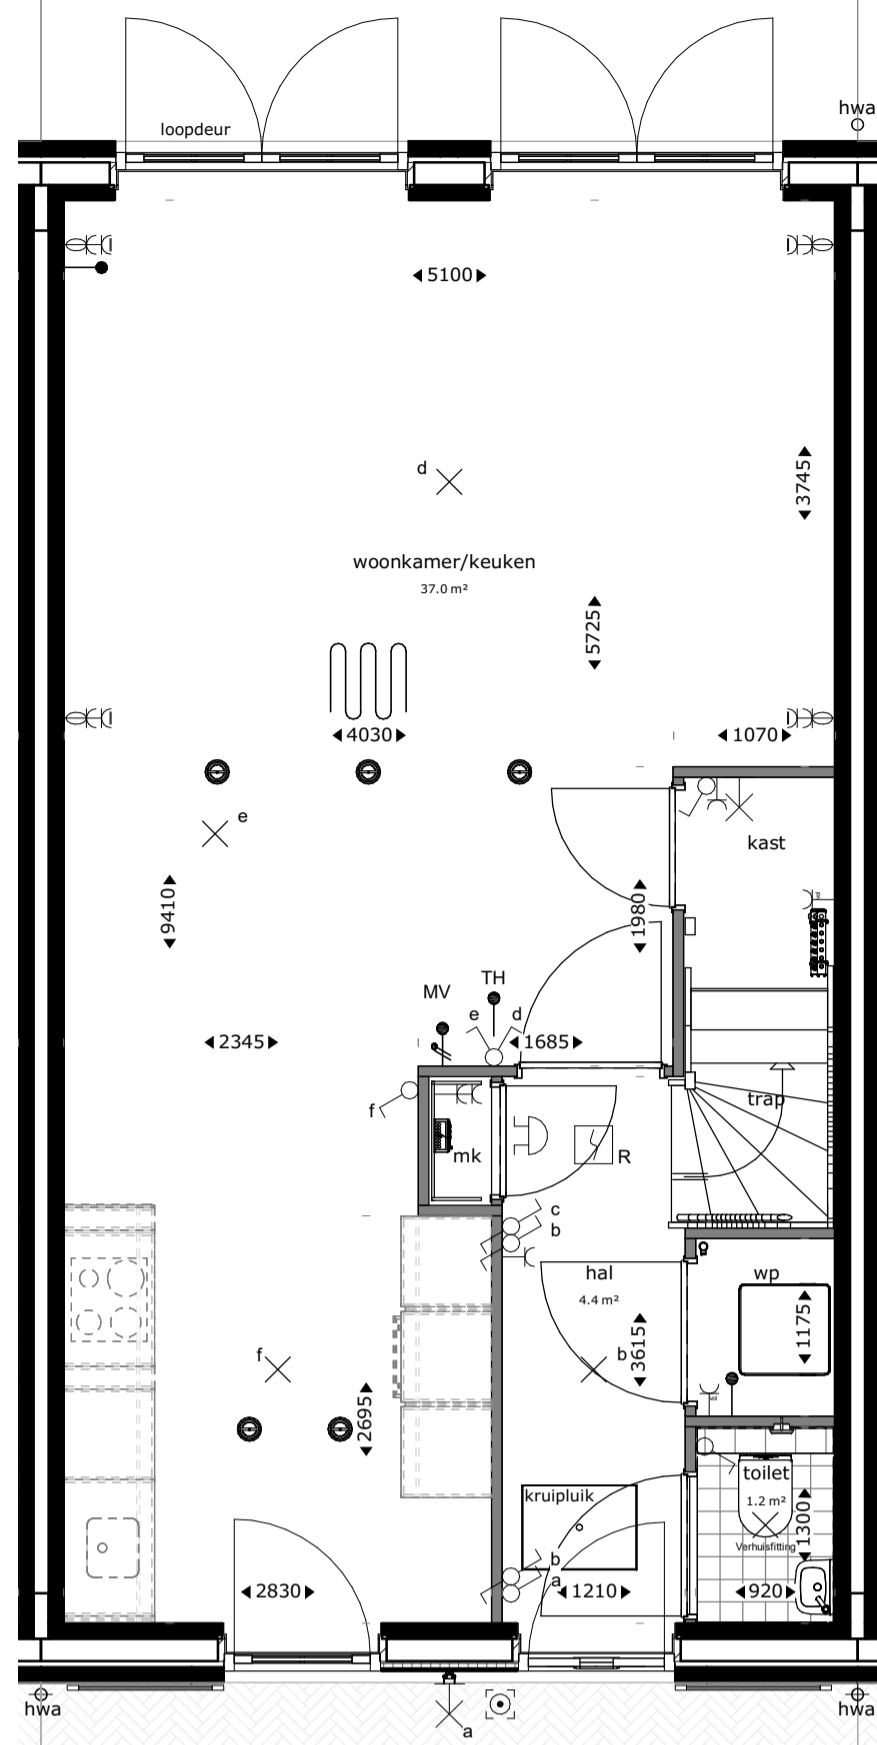 hwa
loopdeur
5100
d
3745
woonkamer/keuken
37.0 m²
5725
4030
1070
e
kast
9410
1980
MV
TH
e
d
2345
1685
f
trap
mk
R
c
b
hal
wp
4.4 m²
3615
1175
f
b
2695
toilet
kruipluik
1.2 m²
1300
Verhuisfitting
b
a
2830
1210
920
hwa
hwa
a